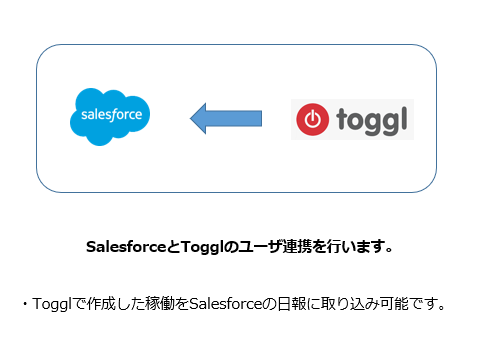 salesforce
toggl
SalesforceとTogglのユーザ連携を行います。
・Togglで作成した稼働をSalesforceの日報に取り込み可能です。